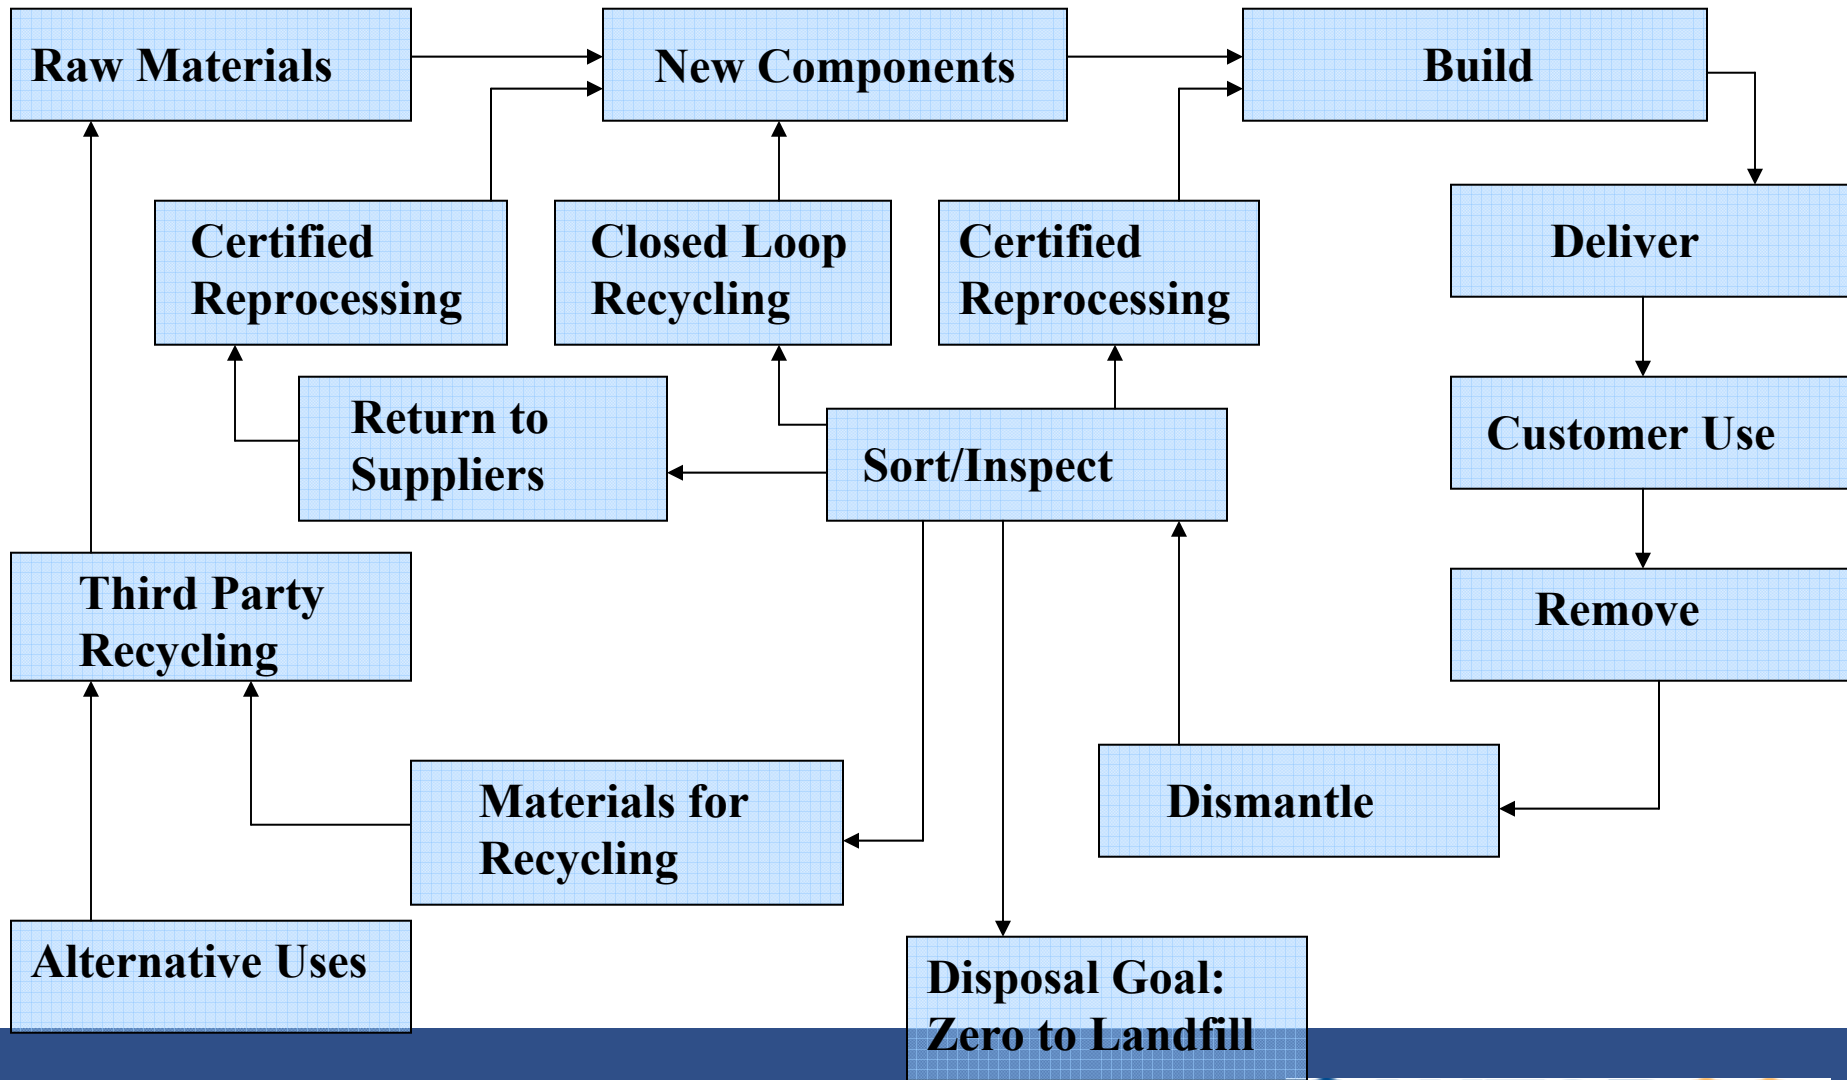 Raw Materials
New Components
Build
Certified
Reprocessing
Closed Loop
Recycling
Certified
Reprocessing
Deliver
Return to
Suppliers
Sort/Inspect
Customer Use
Third Party
Recycling
Remove
Materials for
Recycling
Dismantle
Alternative Uses
Disposal Goal:
Zero to Landfill